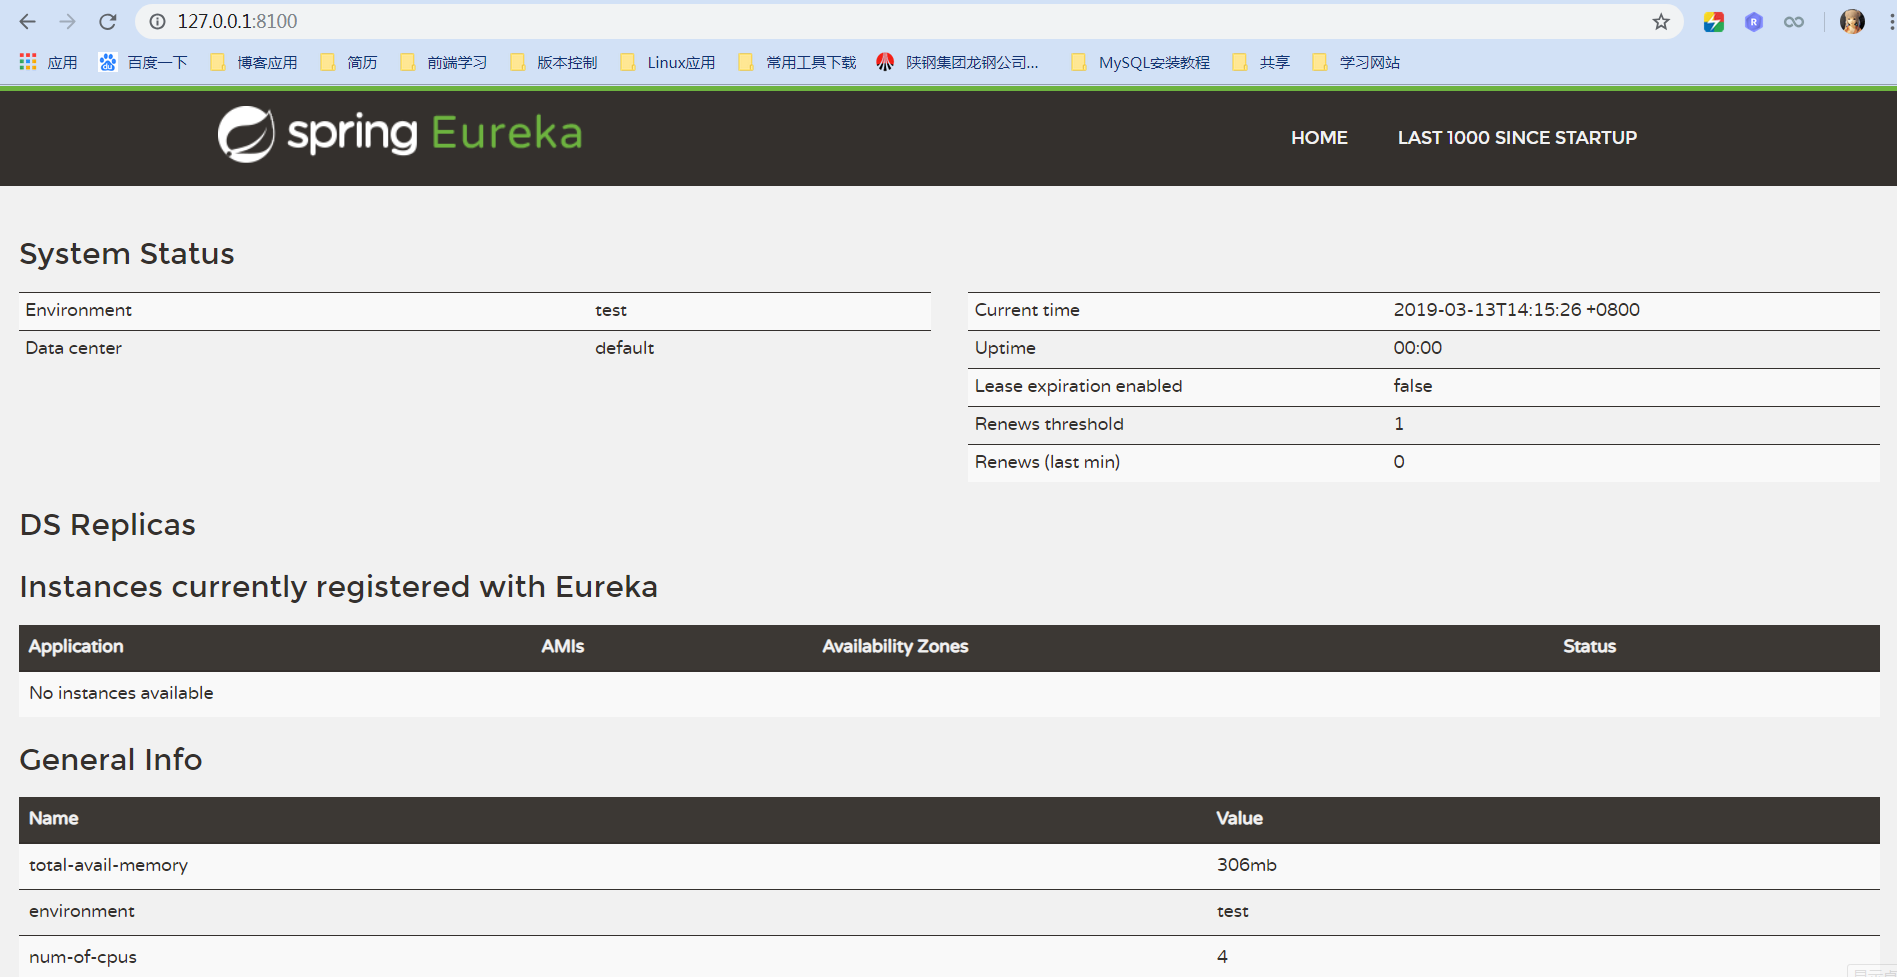 127.0.0.1:8100
应用 百度一下 博客应用 简历 前端学习 版本控制 Linux应用 常用工具下载 陕钢集团龙钢公司... MySQL安装教程 共享 学习网站
spring Eureka HOME LAST 1000 SINCE STARTUP
System Status
Environment test
Data center default
Current time 2019-03-13T14:15:26 +0800
Uptime 00:00
Lease expiration enabled false
Renews threshold 1
Renews (last min) 0
DS Replicas
Instances currently registered with Eureka
Application AMIs Availability Zones Status
No instances available
General Info
Name Value
total-avail-memory 306mb
environment test
num-of-cpus 4